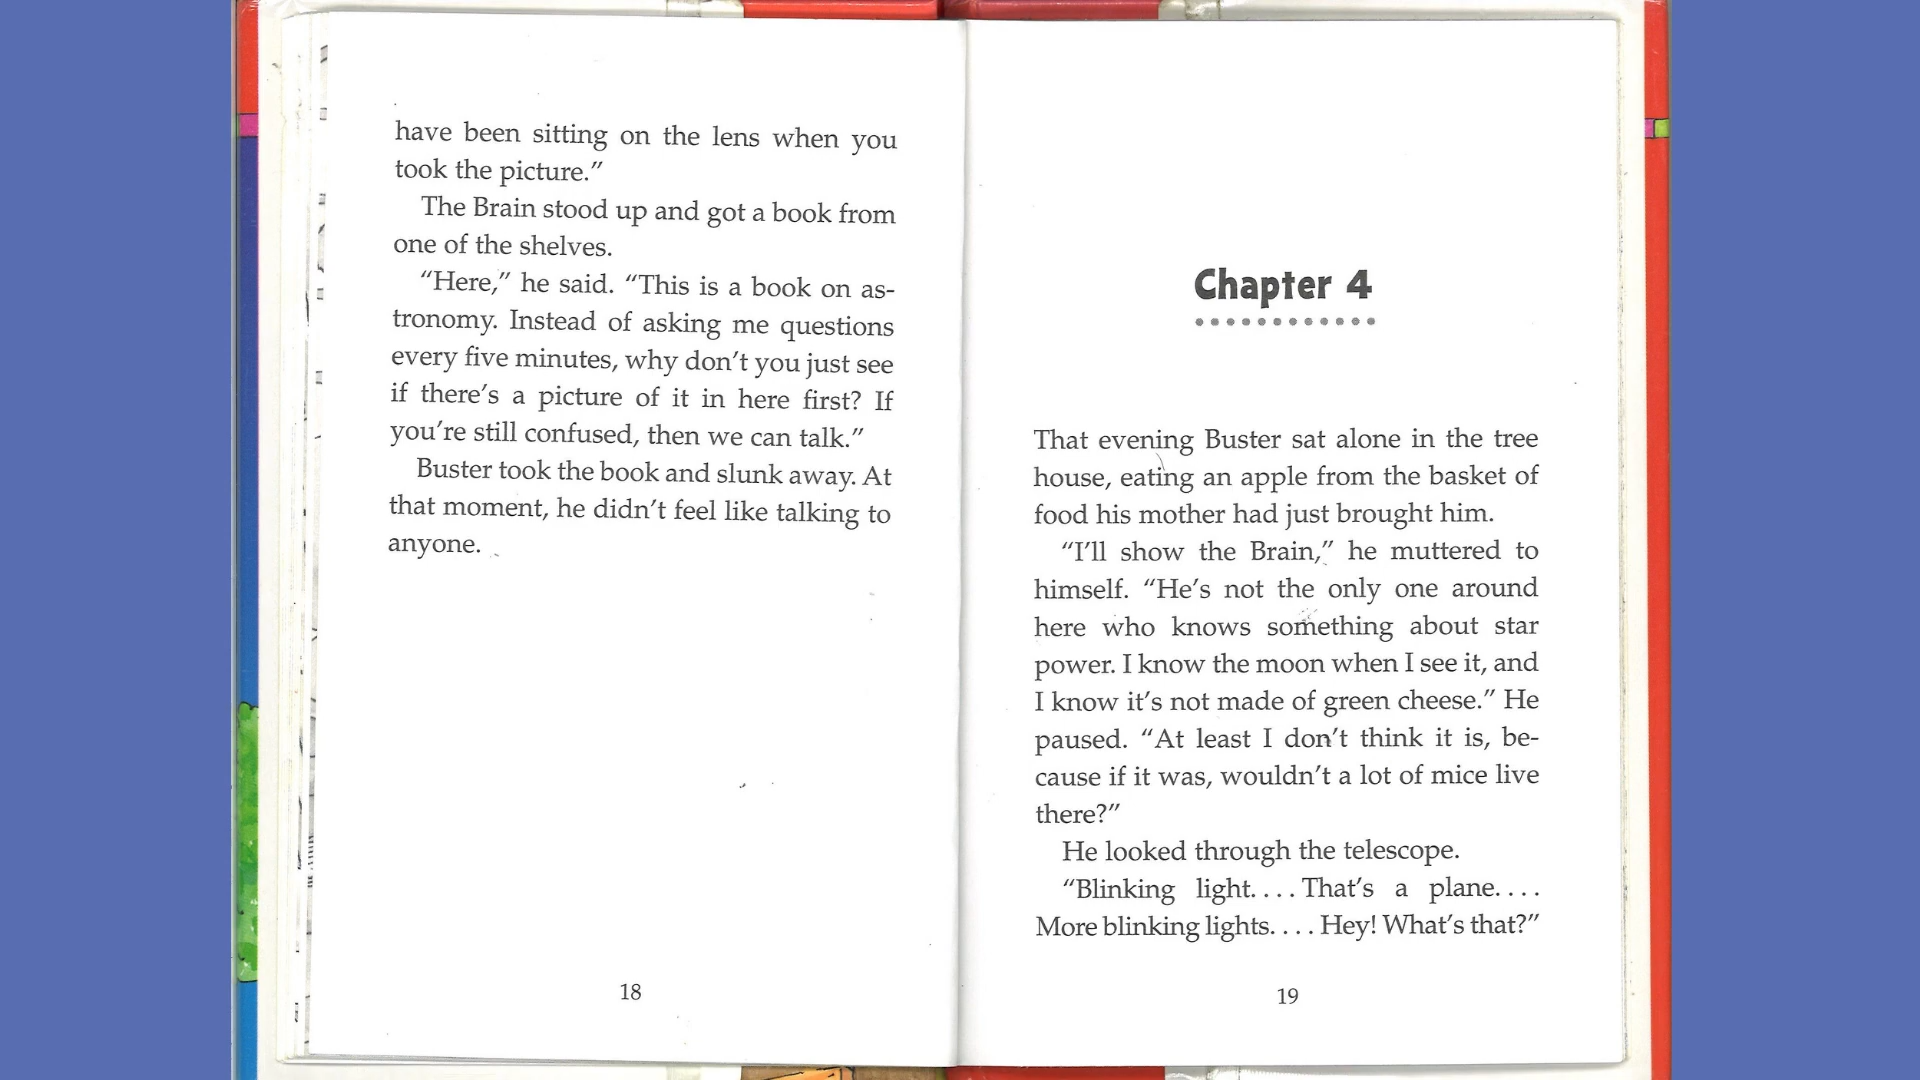 have been sitting on the lens when you
took the picture.”
The Brain stood up and got a book from
one of the shelves.
“Here,” he said. “This is a book on as-
tronomy. Instead of asking me questions
every five minutes, why don’t you just see
if there’s a picture of it in here first? If
you’re still confused, then we can talk.”
Buster took the book and slunk away. At
that moment, he didn’t feel like talking to
anyone.
18
Chapter 4
That evening Buster sat alone in the tree
house, eating an apple from the basket of
food his mother had just brought him.
“I’ll show the Brain,” he muttered to
himself. “He’s not the only one around
here who knows something about star
power. I know the moon when I see it, and
I know it’s not made of green cheese.” He
paused. “At least I don’t think it is, be-
cause if it was, wouldn’t a lot of mice live
there?”
He looked through the telescope.
“Blinking light. . . . That’s a plane. . . .
More blinking lights. . . . Hey! What’s that?”
19